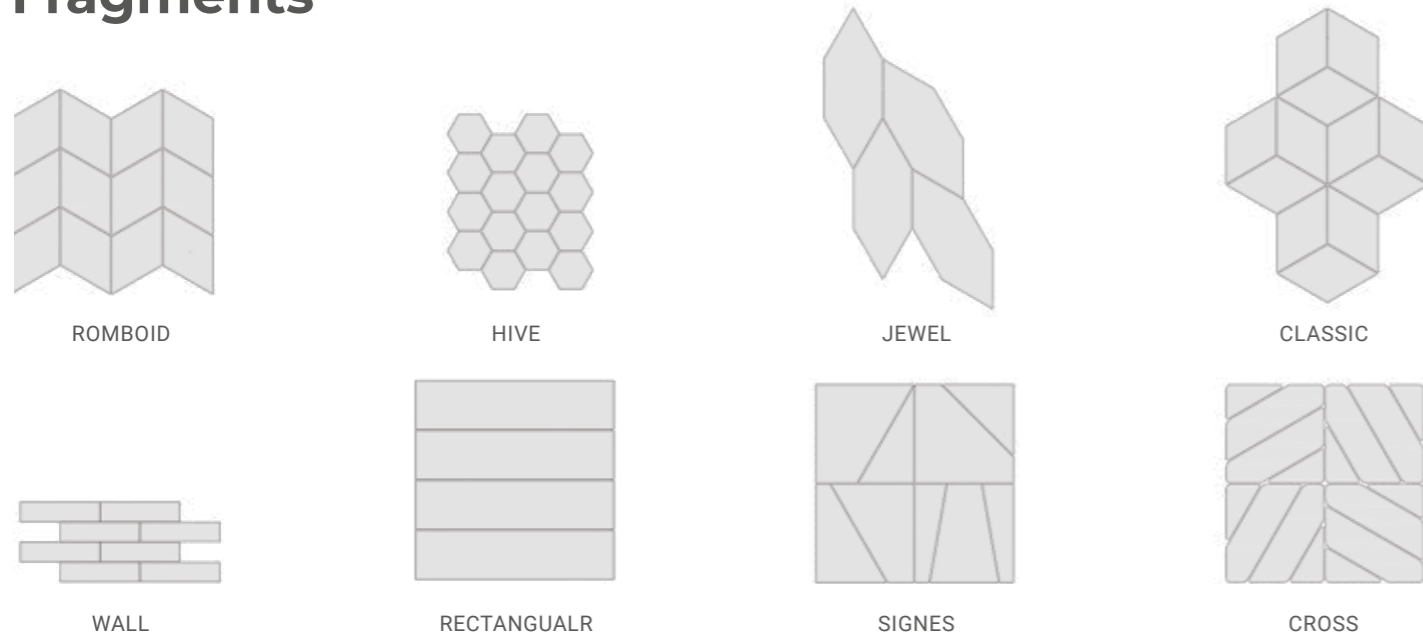 Fragments
ROMBOID
HIVE
JEWEL
CLASSIC
WALL
RECTANGUALR
SIGNES
CROSS